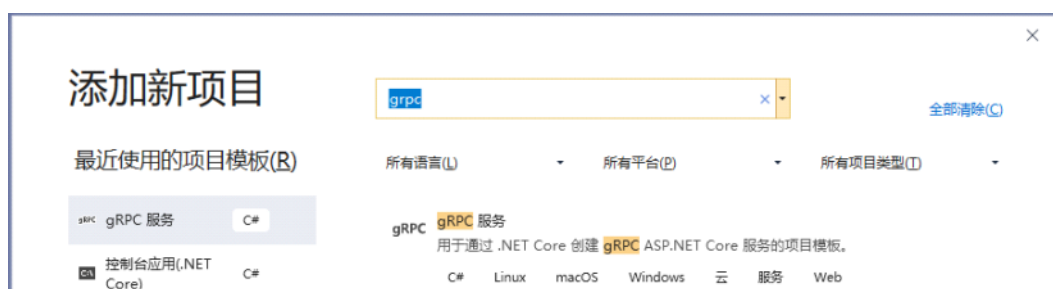 添加新项目
grpc
全部清除(C)
最近使用的项目模板(R)
所有语言(L)
所有平台(P)
所有项目类型(T)
gRPC gRPC 服务 C#
控制台应用(.NET Core) C#
gRPC gRPC 服务
用于通过 .NET Core 创建 gRPC ASP.NET Core 服务的项目模板。
C# Linux macOS Windows 云 服务 Web